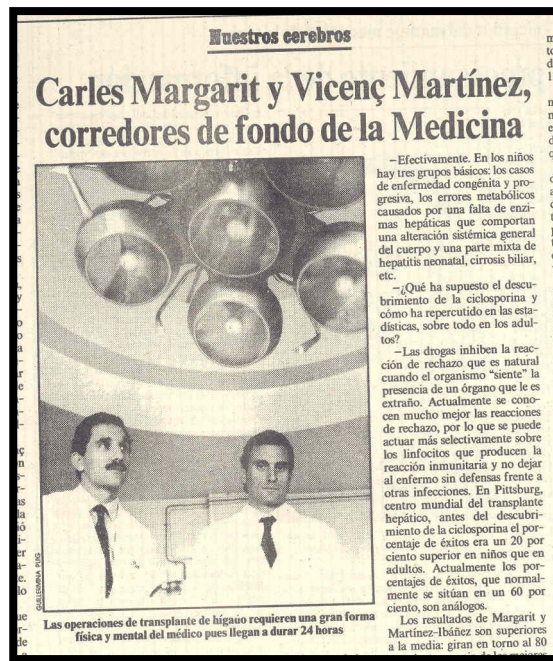 Nuestros cerebros
Carles Margarit y Vicenç Martínez,
corredores de fondo de la Medicina
GUILLERMINA PUIG
Las operaciones de transplante de hígaúo requieren una gran forma
física y mental del médico pues llegan a durar 24 horas
–Efectivamente. En los niños
hay tres grupos básicos: los casos
de enfermedad congénita y pro-
gresiva, los errores metabólicos
causados por una falta de enzi-
mas hepáticas que comportan
una alteración sistémica general
del cuerpo y una parte mixta de
hepatitis neonatal, cirrosis biliar,
etc.
–¿Qué ha supuesto el descu-
brimiento de la ciclosporina y
cómo ha repercutido en las esta-
dísticas, sobre todo en los adul-
tos?
–Las drogas inhiben la reac-
ción de rechazo que es natural
cuando el organismo "siente" la
presencia de un órgano que le es
extraño. Actualmente se cono-
cen mucho mejor las reacciones
de rechazo, por lo que se puede
actuar más selectivamente sobre
los linfocitos que producen la
reacción inmunitaria y no dejar
al enfermo sin defensas frente a
otras infecciones. En Pittsburg,
centro mundial del transplante
hepático, antes del descubri-
miento de la ciclosporina el por-
centaje de éxitos era un 20 por
ciento superior en niños que en
adultos. Actualmente los por-
centajes de éxitos, que normal-
mente se sitúan en un 60 por
ciento, son análogos.
Los resultados de Margarit y
Martínez-Ibáñez son superiores
a la media: giran en torno al 80